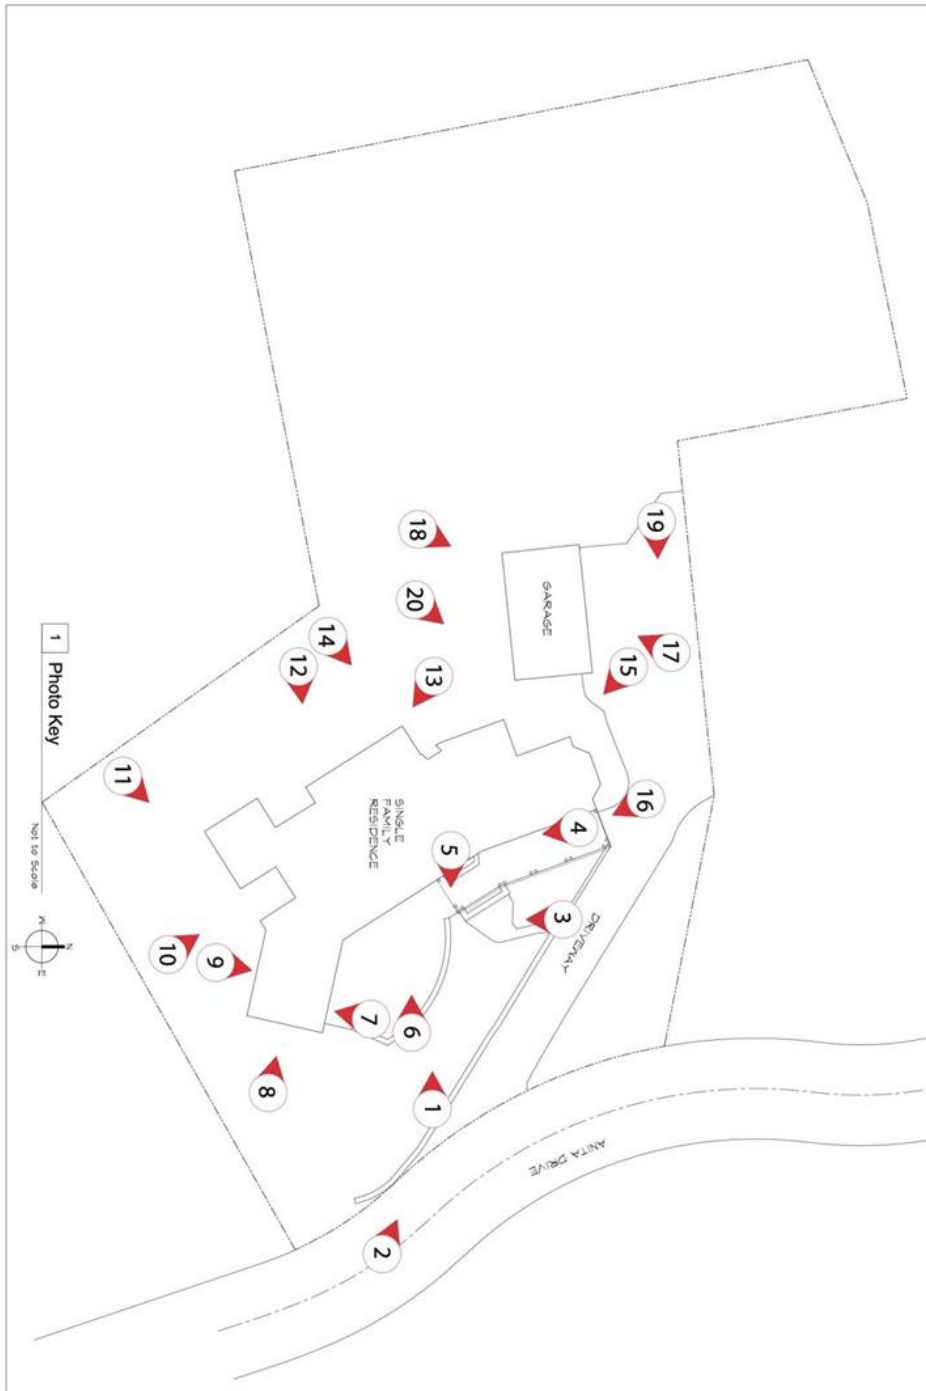 19
18
GARAGE
20
14
12
13
15
17
1 Photo Key
Not to Scale
N
W
E
S
11
16
4
SINGLE
FAMILY
RESIDENCE
5
3
DRIVEWAY
10
9
7
6
8
1
ANITA DRIVE
2